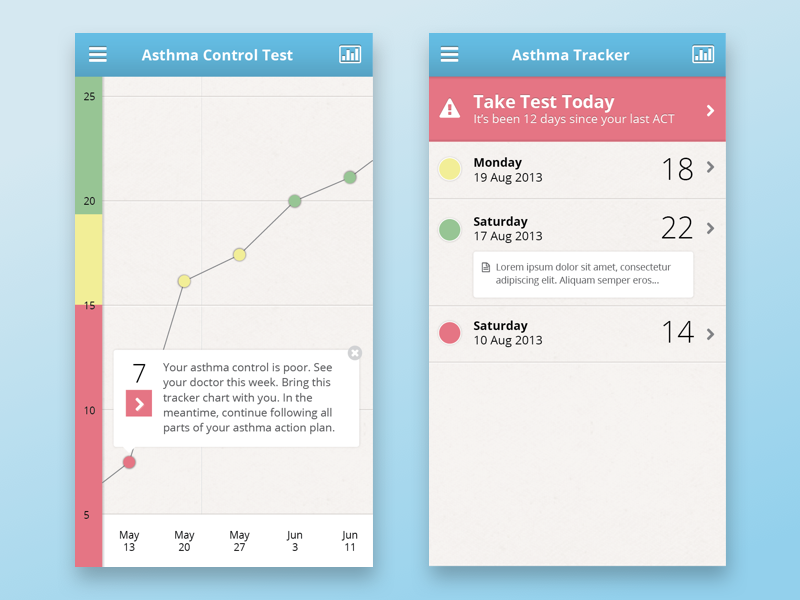 Asthma Control Test
25
20
15
10
5
7
Your asthma control is poor. See
your doctor this week. Bring this
tracker chart with you. In the
meantime, continue following all
parts of your asthma action plan.
May
13
May
20
May
27
Jun
3
Jun
11
Asthma Tracker
Take Test Today
It's been 12 days since your last ACT
Monday
19 Aug 2013
18
Saturday
17 Aug 2013
22
Lorem ipsum dolor sit amet, consectetur
adipiscing elit. Aliquam semper eros...
Saturday
10 Aug 2013
14